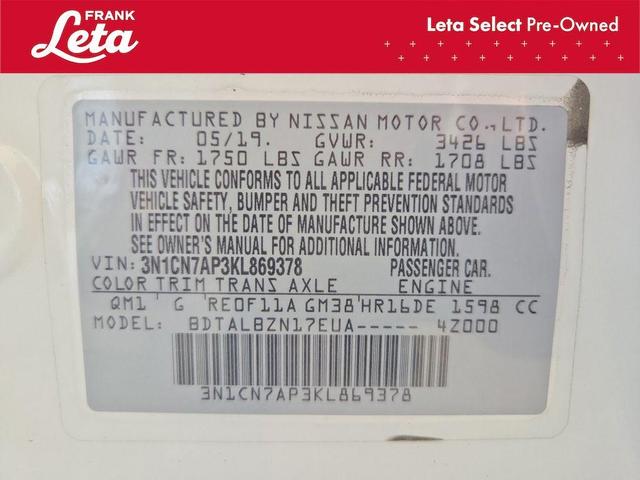 FRANK
Leta
Leta Select Pre-Owned
MANUFACTURED BY NISSAN MOTOR CO.,LTD.
DATE: 05/19. GVWR: 3426 LBS
GAWR FR: 1750 LBS GAWR RR: 1708 LBS
THIS VEHICLE CONFORMS TO ALL APPLICABLE FEDERAL MOTOR
VEHICLE SAFETY, BUMPER AND THEFT PREVENTION STANDARDS
IN EFFECT ON THE DATE OF MANUFACTURE SHOWN ABOVE.
SEE OWNER'S MANUAL FOR ADDITIONAL INFORMATION.
VIN: 3N1CN7AP3KL869378 PASSENGER CAR.
COLOR TRIM TRANS AXLE ENGINE
QM1 G RE0F11A GM38 HR16DE 1598 CC
BDTALBZN17EUA----- 4Z000
3N1CN7AP3KL869378